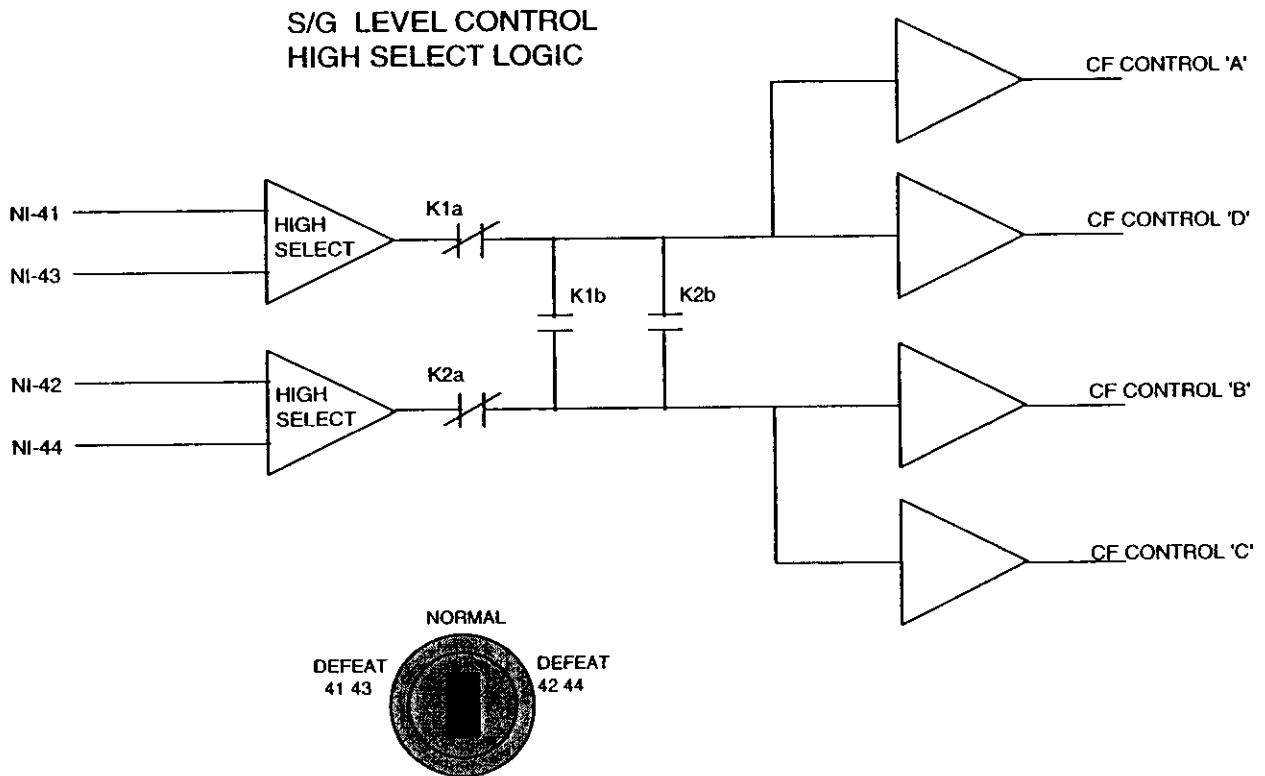 S/G LEVEL CONTROL
HIGH SELECT LOGIC
CF CONTROL 'A'
NI-41
HIGH
SELECT
K1a
CF CONTROL 'D'
NI-43
K1b
K2b
NI-42
HIGH
SELECT
K2a
CF CONTROL 'B'
NI-44
CF CONTROL 'C'
NORMAL
DEFEAT
41 43
DEFEAT
42 44